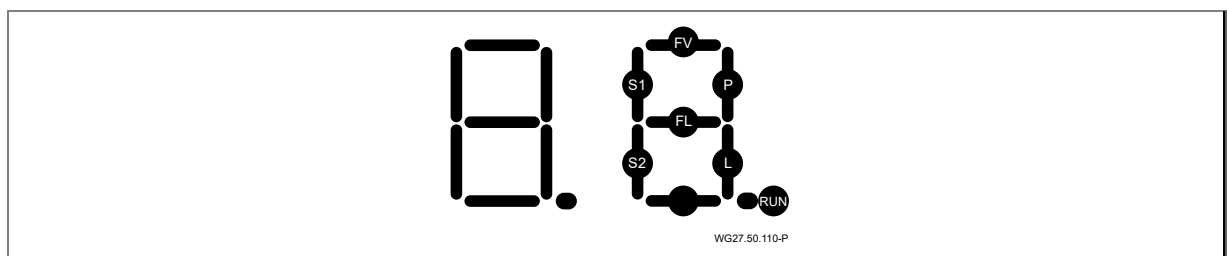 FV
S1 P
FL
S2 L
RUN
WG27.50.110-P